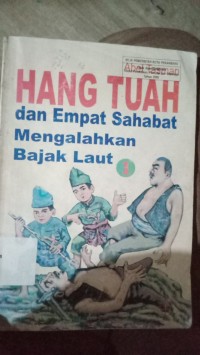 HANG TUAH
dan Empat Sahabat
Mengalahkan
Bajak Laut